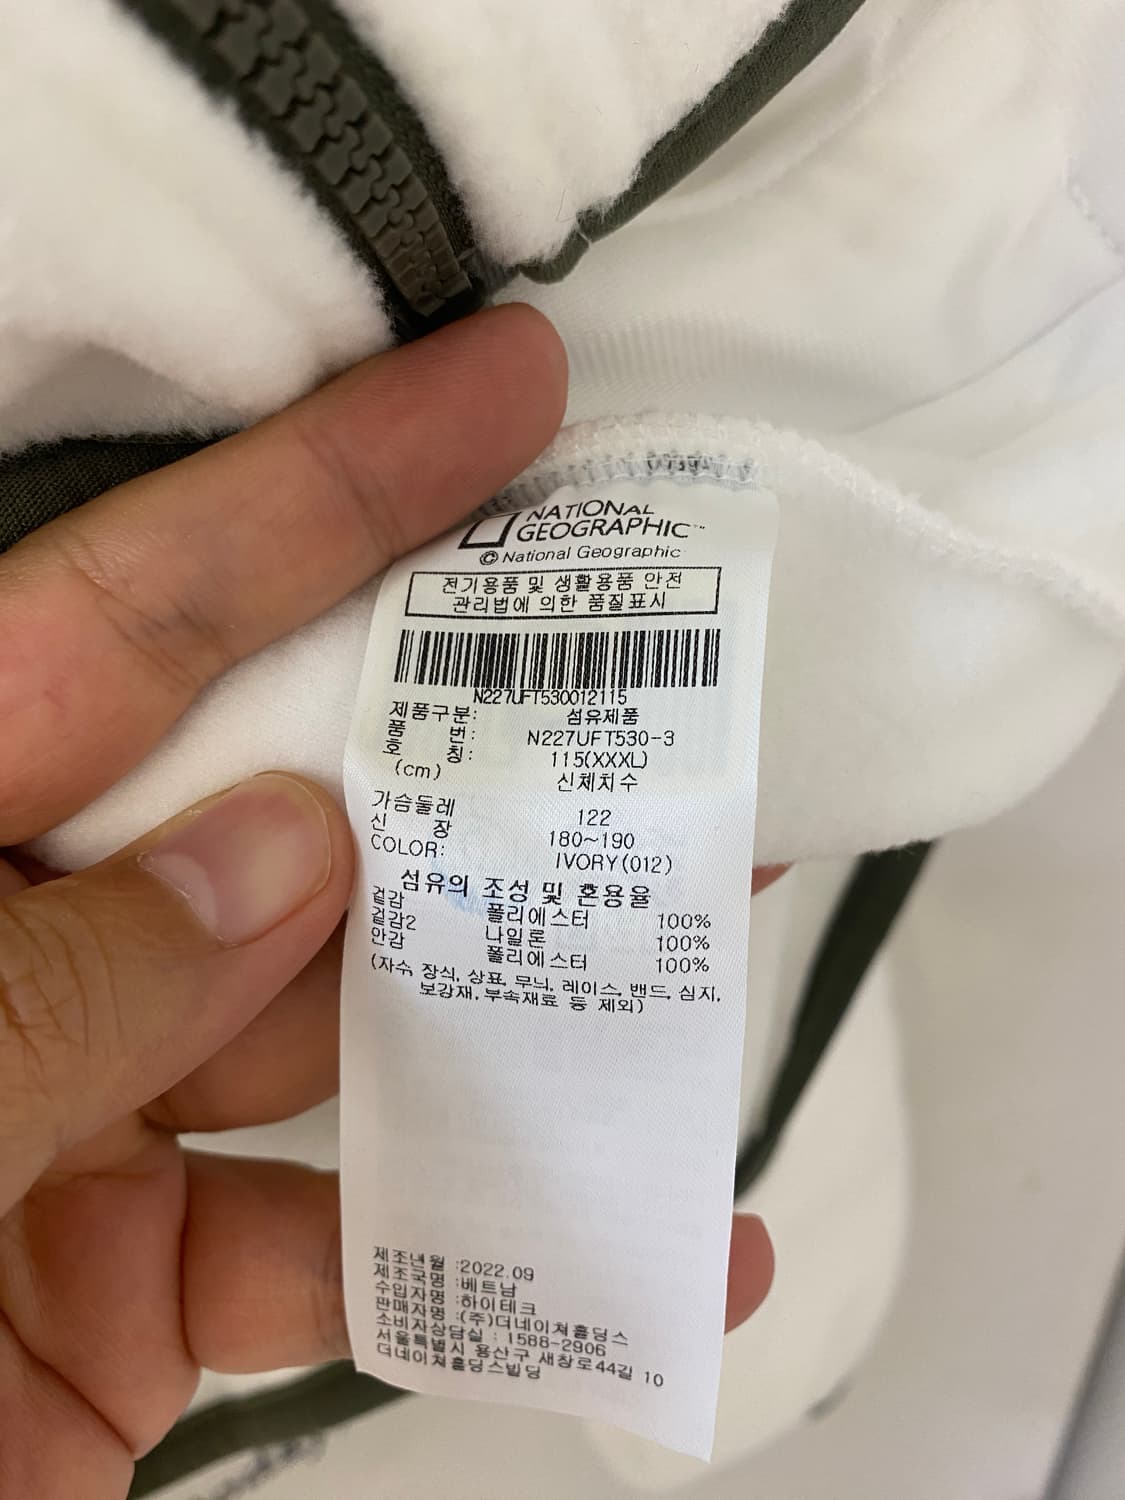 NATIONAL
GEOGRAPHIC™
© National Geographic
전기용품 및 생활용품 안전
관리법에 의한 품질표시
N227UFT530012115
제품구분: 섬유제품
품 번: N227UFT530-3
호 칭: 115(XXXL)
(cm) 신체치수
가슴둘레 122
신 장 180~190
COLOR: IVORY(012)
섬유의 조성 및 혼용율
겉감 폴리에스터 100%
겉감2 나일론 100%
안감 폴리에스터 100%
(자수, 장식, 상표, 무늬, 레이스, 밴드, 심지,
보강재, 부속재료 등 제외)
제조년월 :2022.09
제조국명 :베트남
수입자명 :하이테크
판매자명 :(주)더네이쳐홀딩스
소비자상담실 : 1588-2906
서울특별시 용산구 새창로44길 10
더네이쳐홀딩스빌딩